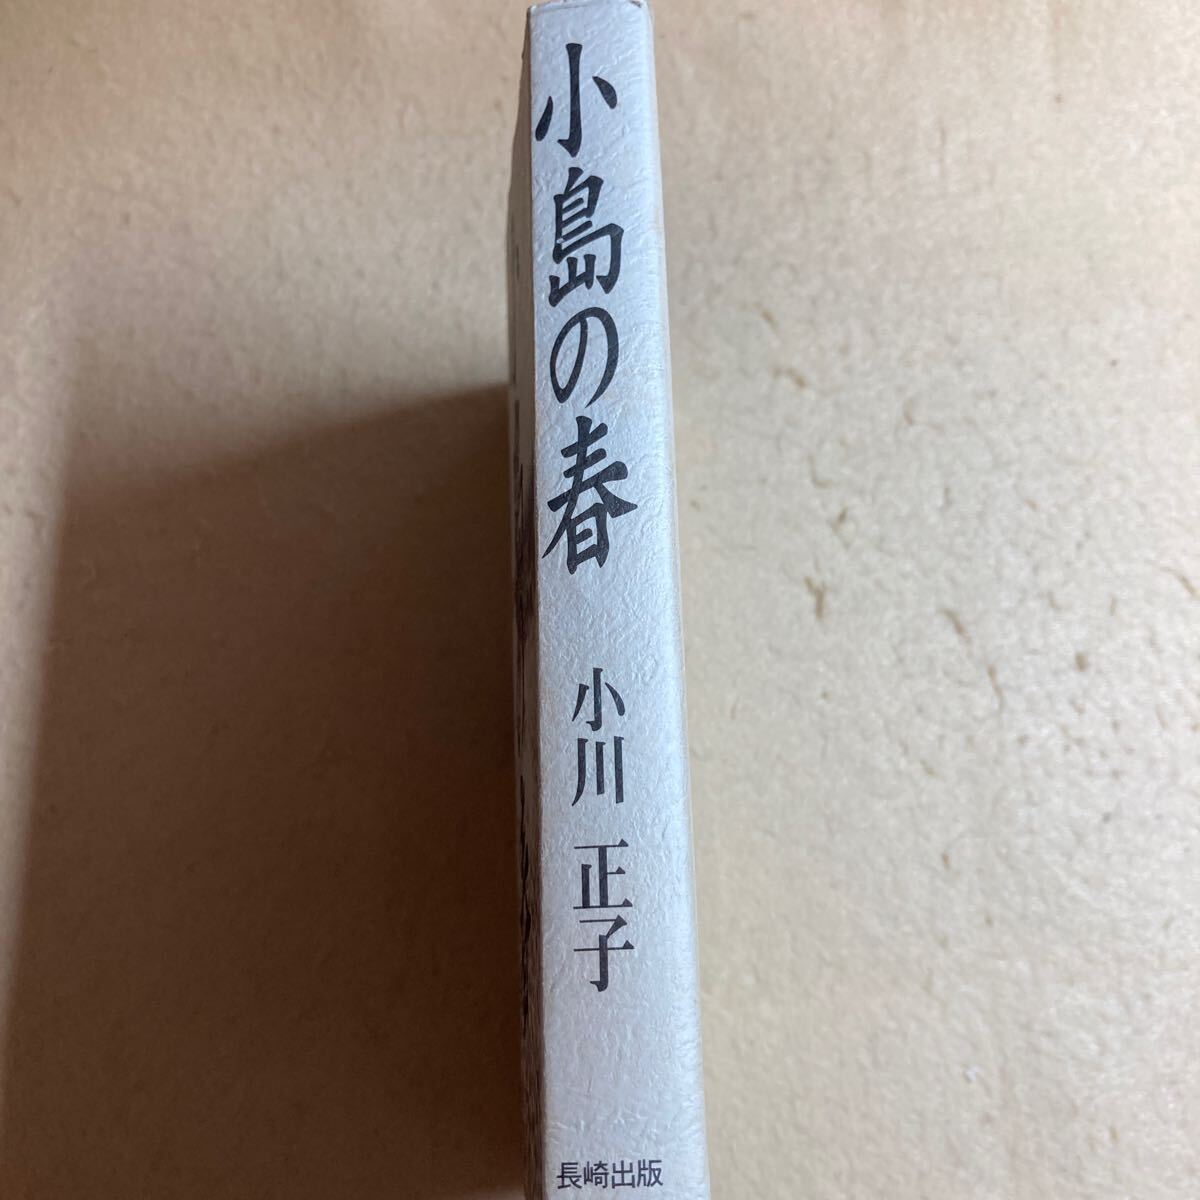 小島の春
小川 正子
長崎出版